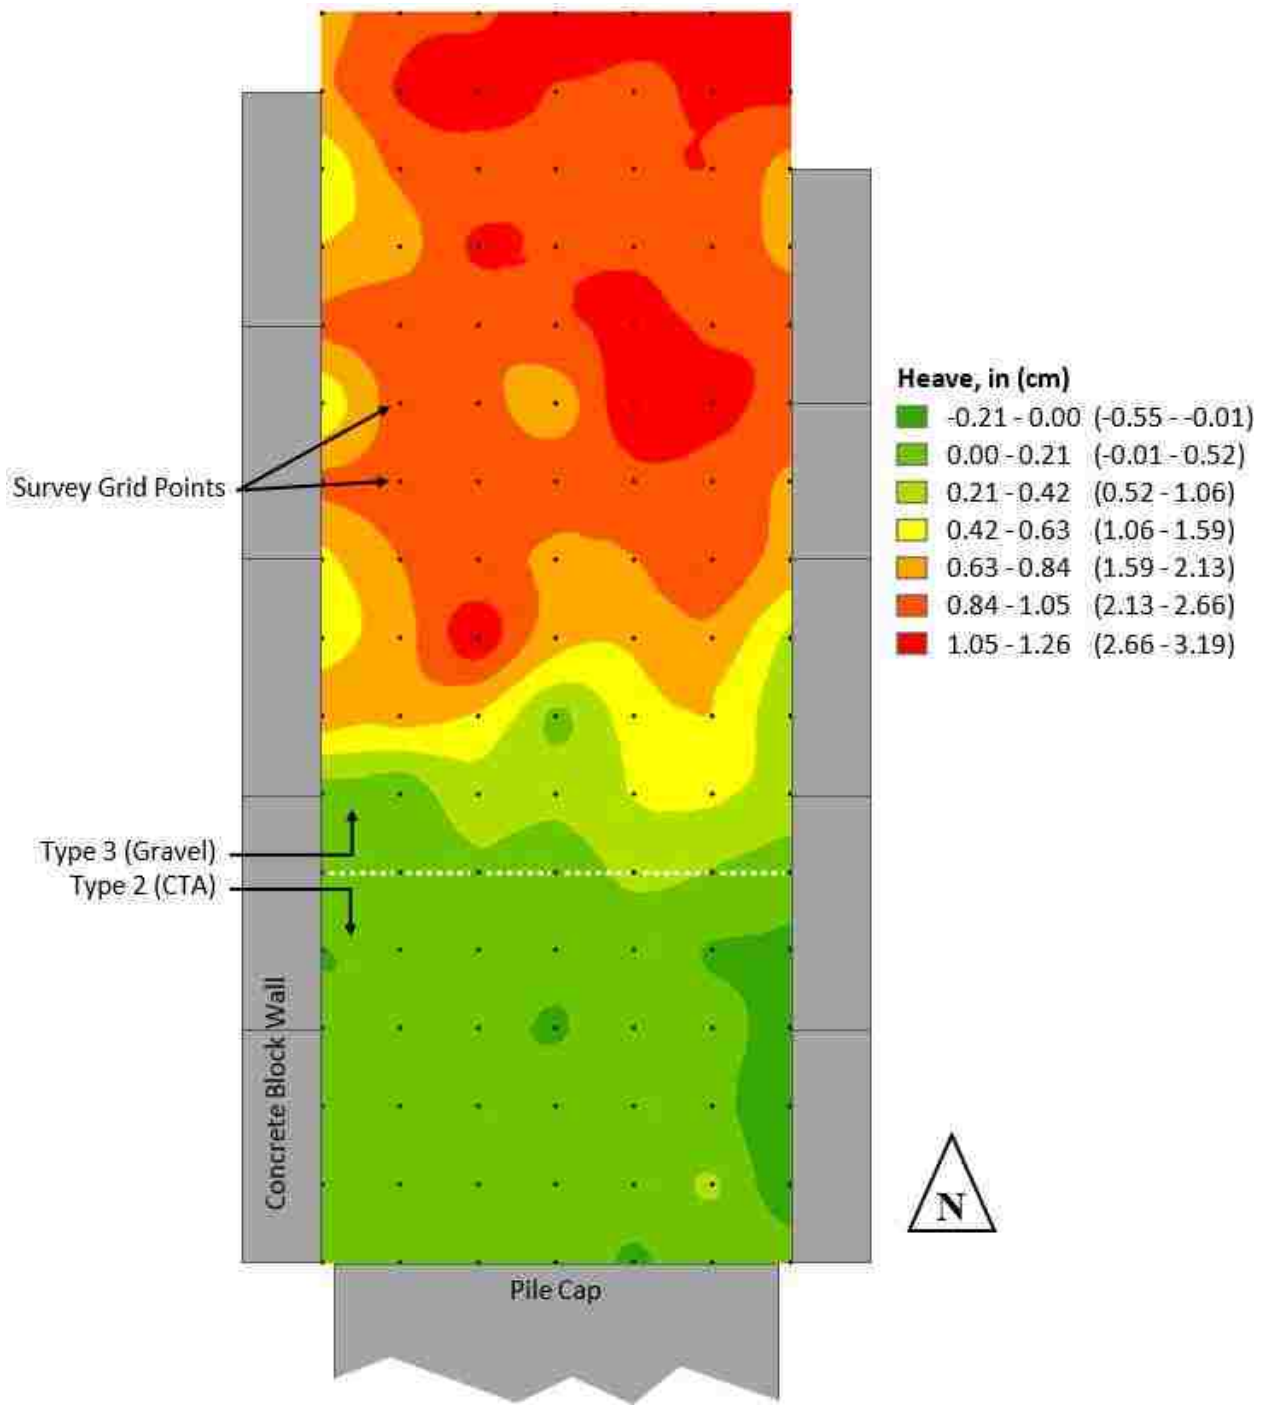 Heave, in (cm)
-0.21 - 0.00 (-0.55 - -0.01)
0.00 - 0.21 (-0.01 - 0.52)
0.21 - 0.42 (0.52 - 1.06)
0.42 - 0.63 (1.06 - 1.59)
0.63 - 0.84 (1.59 - 2.13)
0.84 - 1.05 (2.13 - 2.66)
1.05 - 1.26 (2.66 - 3.19)
Survey Grid Points
Type 3 (Gravel)
Type 2 (CTA)
Concrete Block Wall
N
Pile Cap